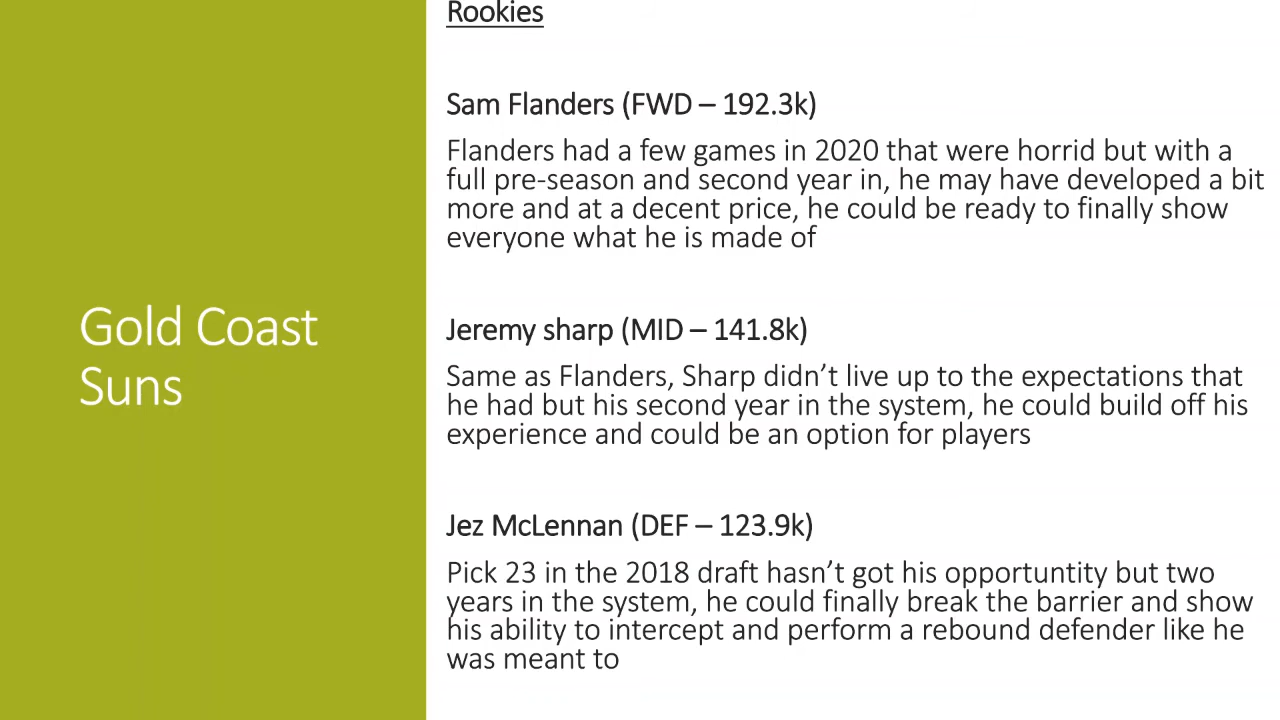 Gold Coast
Suns
Rookies
Sam Flanders (FWD – 192.3k)
Flanders had a few games in 2020 that were horrid but with a
full pre-season and second year in, he may have developed a bit
more and at a decent price, he could be ready to finally show
everyone what he is made of
Jeremy sharp (MID – 141.8k)
Same as Flanders, Sharp didn’t live up to the expectations that
he had but his second year in the system, he could build off his
experience and could be an option for players
Jez McLennan (DEF – 123.9k)
Pick 23 in the 2018 draft hasn’t got his opportuntity but two
years in the system, he could finally break the barrier and show
his ability to intercept and perform a rebound defender like he
was meant to